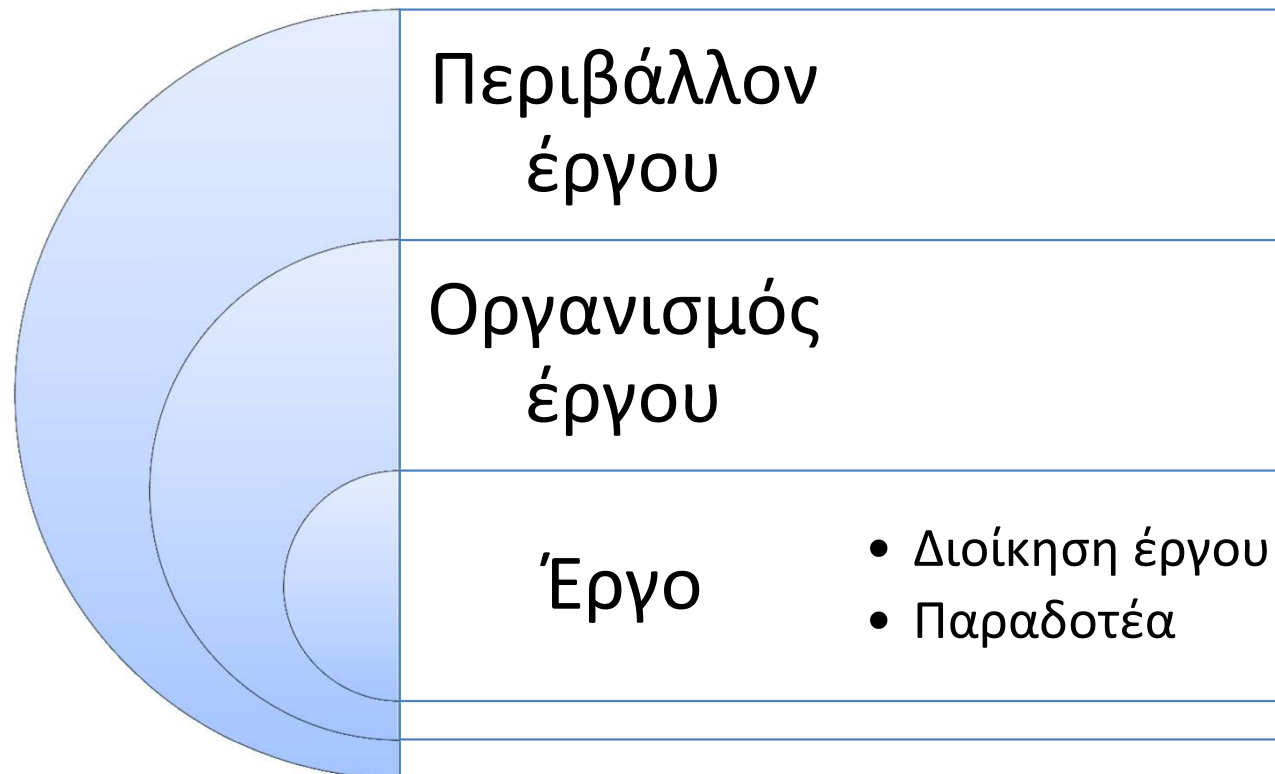 Περιβάλλον
έργου
Οργανισμός
έργου
Έργο
• Διοίκηση έργου
• Παραδοτέα